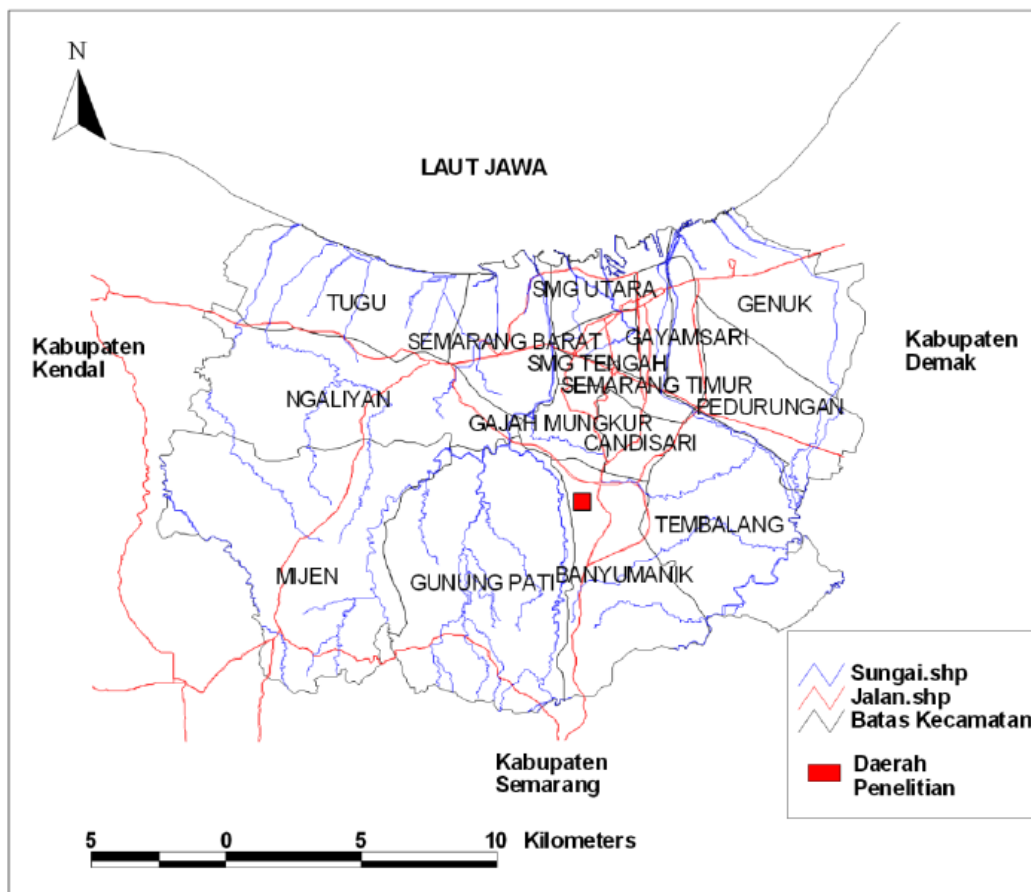 N
LAUT JAWA
SMG UTARA
TUGU
GENUK
SEMARANG BARAT
GAYAMSARI
Kabupaten
Kendal
Kabupaten
Demak
SMG TENGAH
SEMARANG TIMUR
NGALIYAN
PEDURUNGAN
GAJAH MUNGKUR
CANDISARI
TEMBALANG
MIJEN
GUNUNG PATI
BANYUMANIK
Sungai.shp
Jalan.shp
Batas Kecamatan
Daerah
Penelitian
Kabupaten
Semarang
5 0 5 10 Kilometers